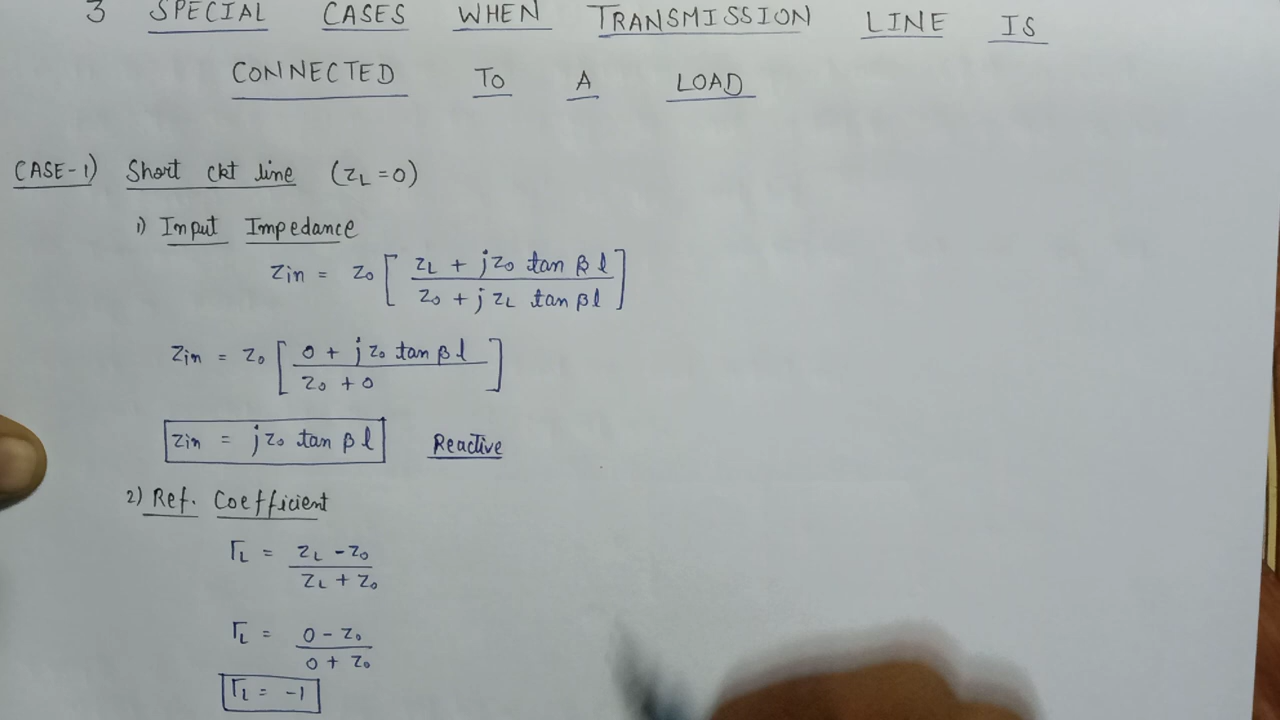 3 SPECIAL CASES WHEN TRANSMISSION LINE IS
CONNECTED TO A LOAD
CASE-1) Short ckt line (ZL = 0)
1) Input Impedance
Zin = Z0 [ ZL + jZ0 tan βl / Z0 + jZL tan βl ]
Zin = Z0 [ 0 + jZ0 tan βl / Z0 + 0 ]
Zin = jZ0 tan βl Reactive
2) Ref. Coefficient
ΓL = ZL - Z0 / ZL + Z0
ΓL = 0 - Z0 / 0 + Z0
ΓL = -1